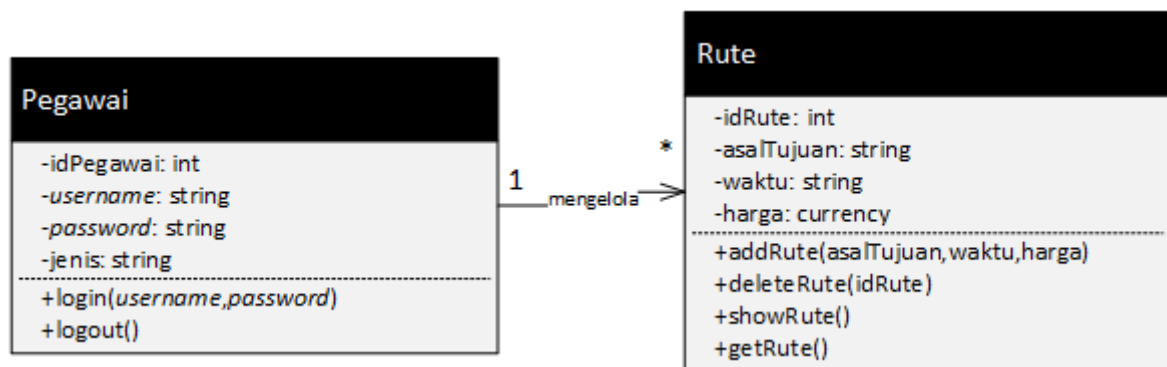 Pegawai
-idPegawai: int
-username: string
-password: string
-jenis: string
+login(username,password)
+logout()
1
mengelola
*
Rute
-idRute: int
-asalTujuan: string
-waktu: string
-harga: currency
+addRute(asalTujuan,waktu,harga)
+deleteRute(idRute)
+showRute()
+getRute()